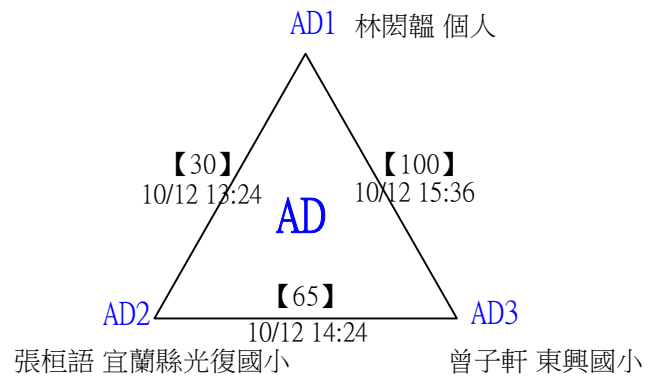 AD1 林閎韞 個人
【30】
10/12 13:24
【100】
10/12 15:36
AD
【65】
10/12 14:24
AD2
張桓語 宜蘭縣光復國小
AD3
曾子軒 東興國小